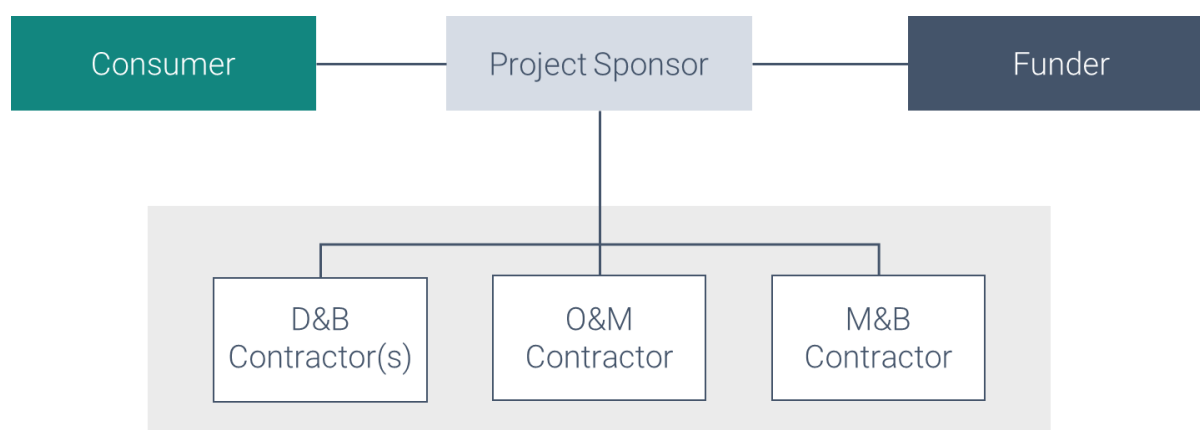 Consumer
Project Sponsor
Funder
D&B
Contractor(s)
O&M
Contractor
M&B
Contractor